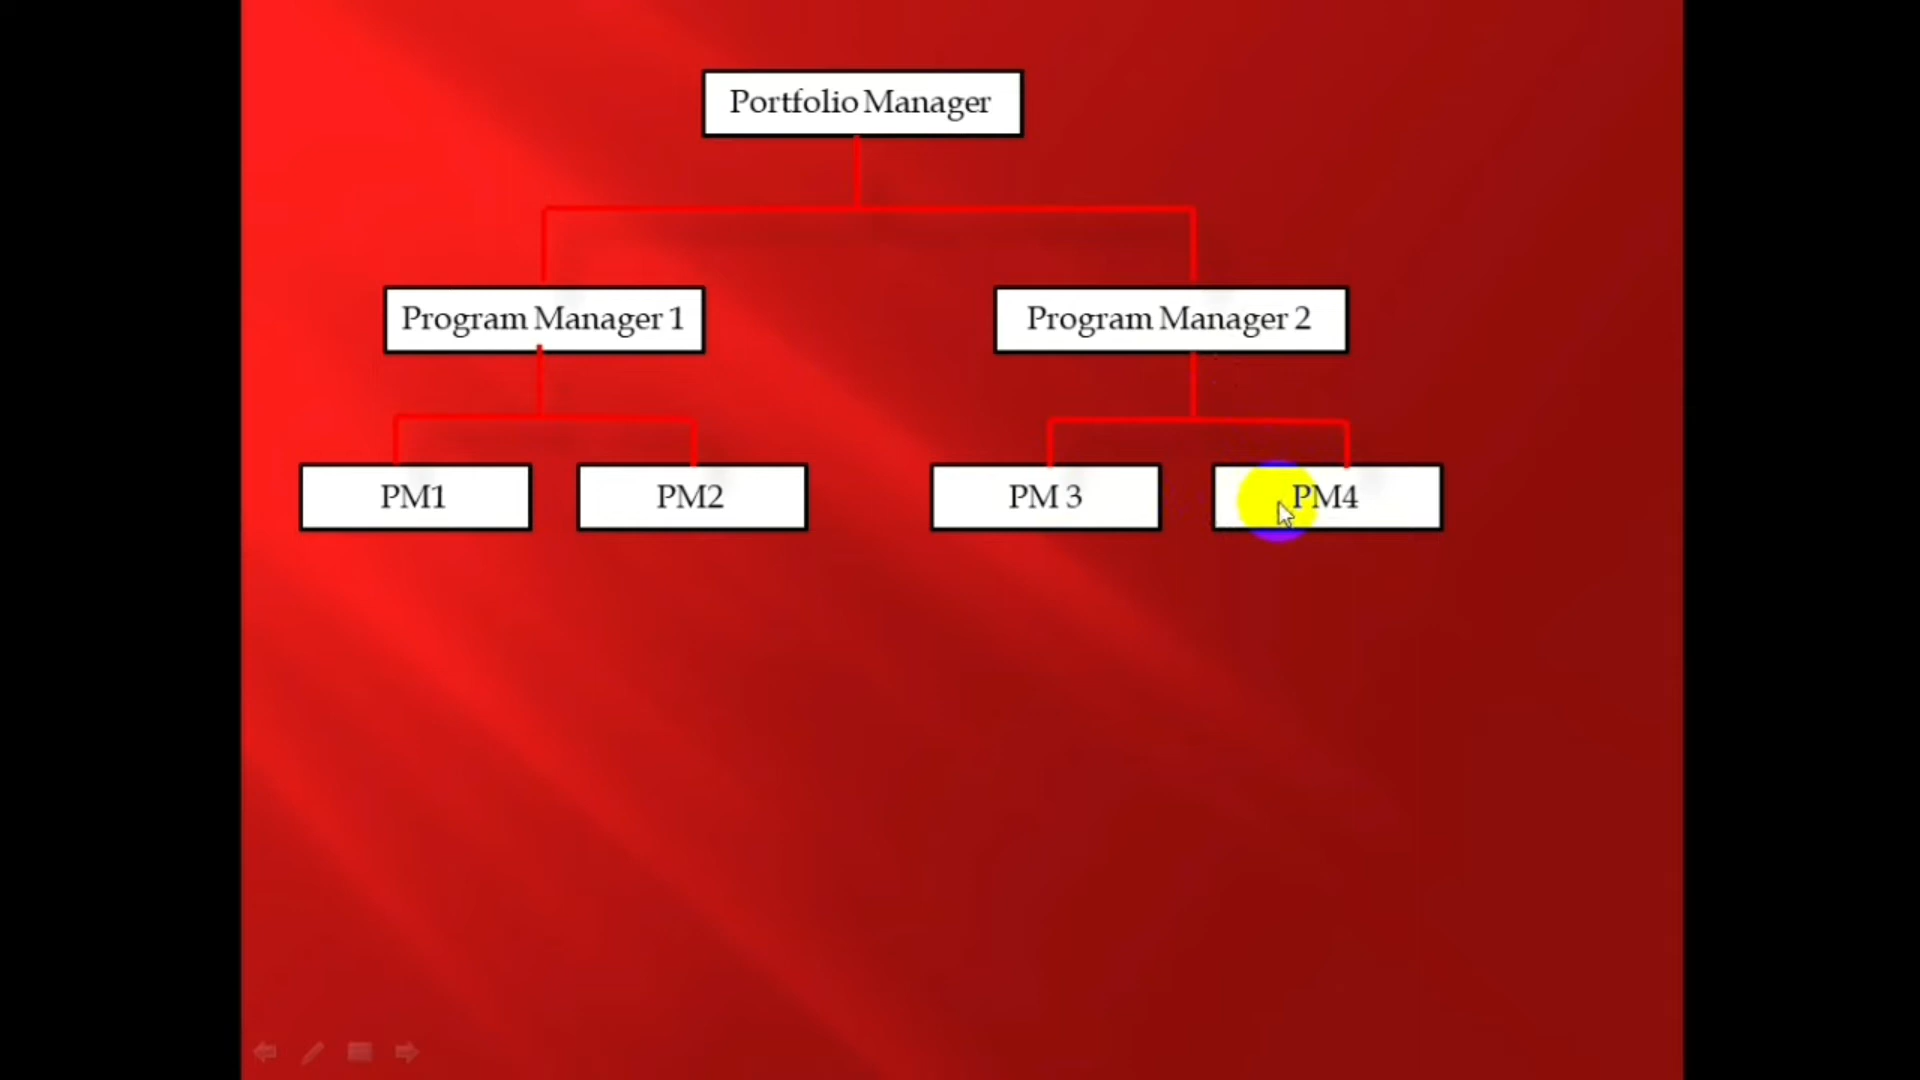 Portfolio Manager
Program Manager 1
Program Manager 2
PM1
PM2
PM 3
PM4